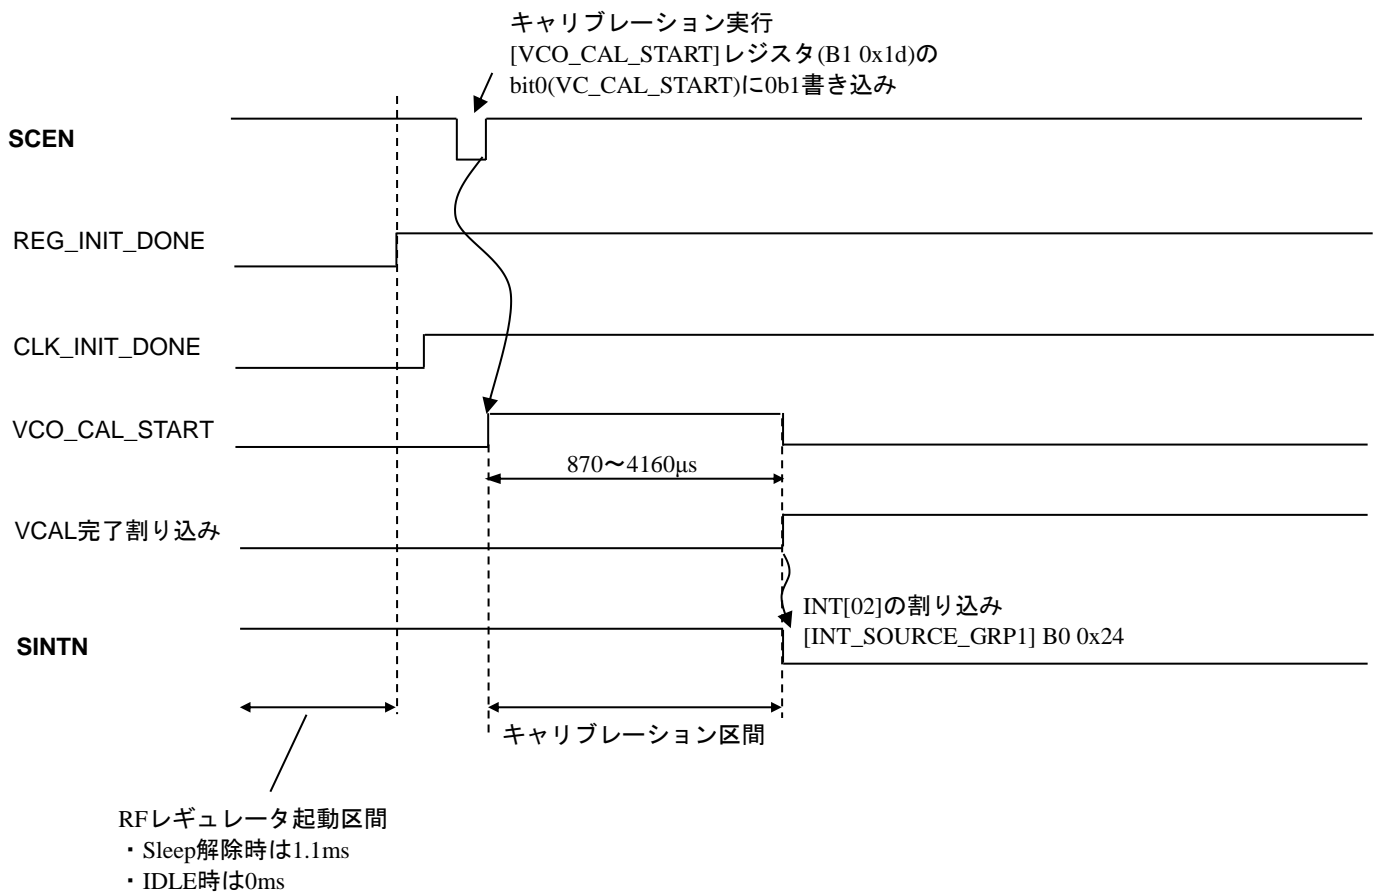 キャリブレーション実行
[VCO_CAL_START]レジスタ(B1 0x1d)の
bit0(VC_CAL_START)に0b1書き込み
SCEN
REG_INIT_DONE
CLK_INIT_DONE
VCO_CAL_START
870～4160μs
VCAL完了割り込み
INT[02]の割り込み
[INT_SOURCE_GRP1] B0 0x24
SINTN
キャリブレーション区間
RFレギュレータ起動区間
・Sleep解除時は1.1ms
・IDLE時は0ms